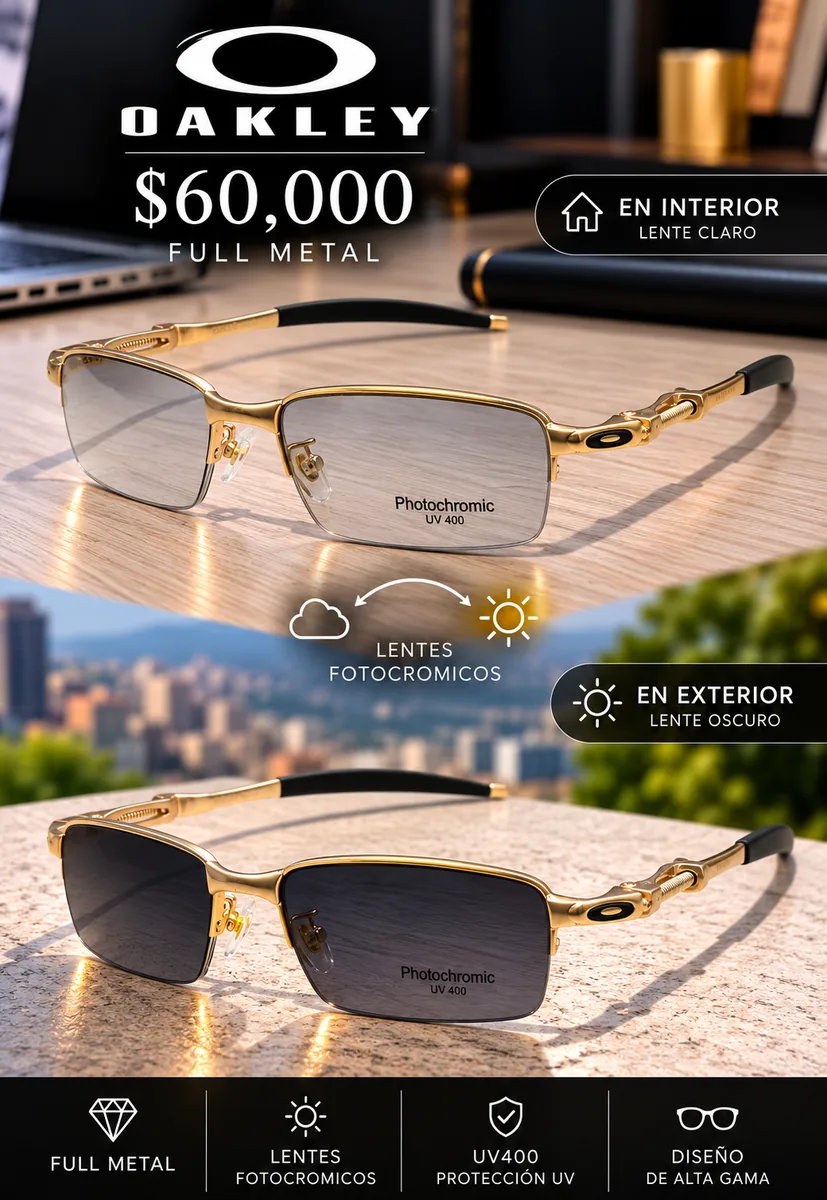 OAKLEY
$60,000
FULL METAL
EN INTERIOR
LENTE CLARO
Photochromic
UV 400
LENTES
FOTOCROMICOS
EN EXTERIOR
LENTE OSCURO
Photochromic
UV 400
FULL METAL
LENTES
FOTOCROMICOS
UV400
PROTECCIÓN UV
DISEÑO
DE ALTA GAMA